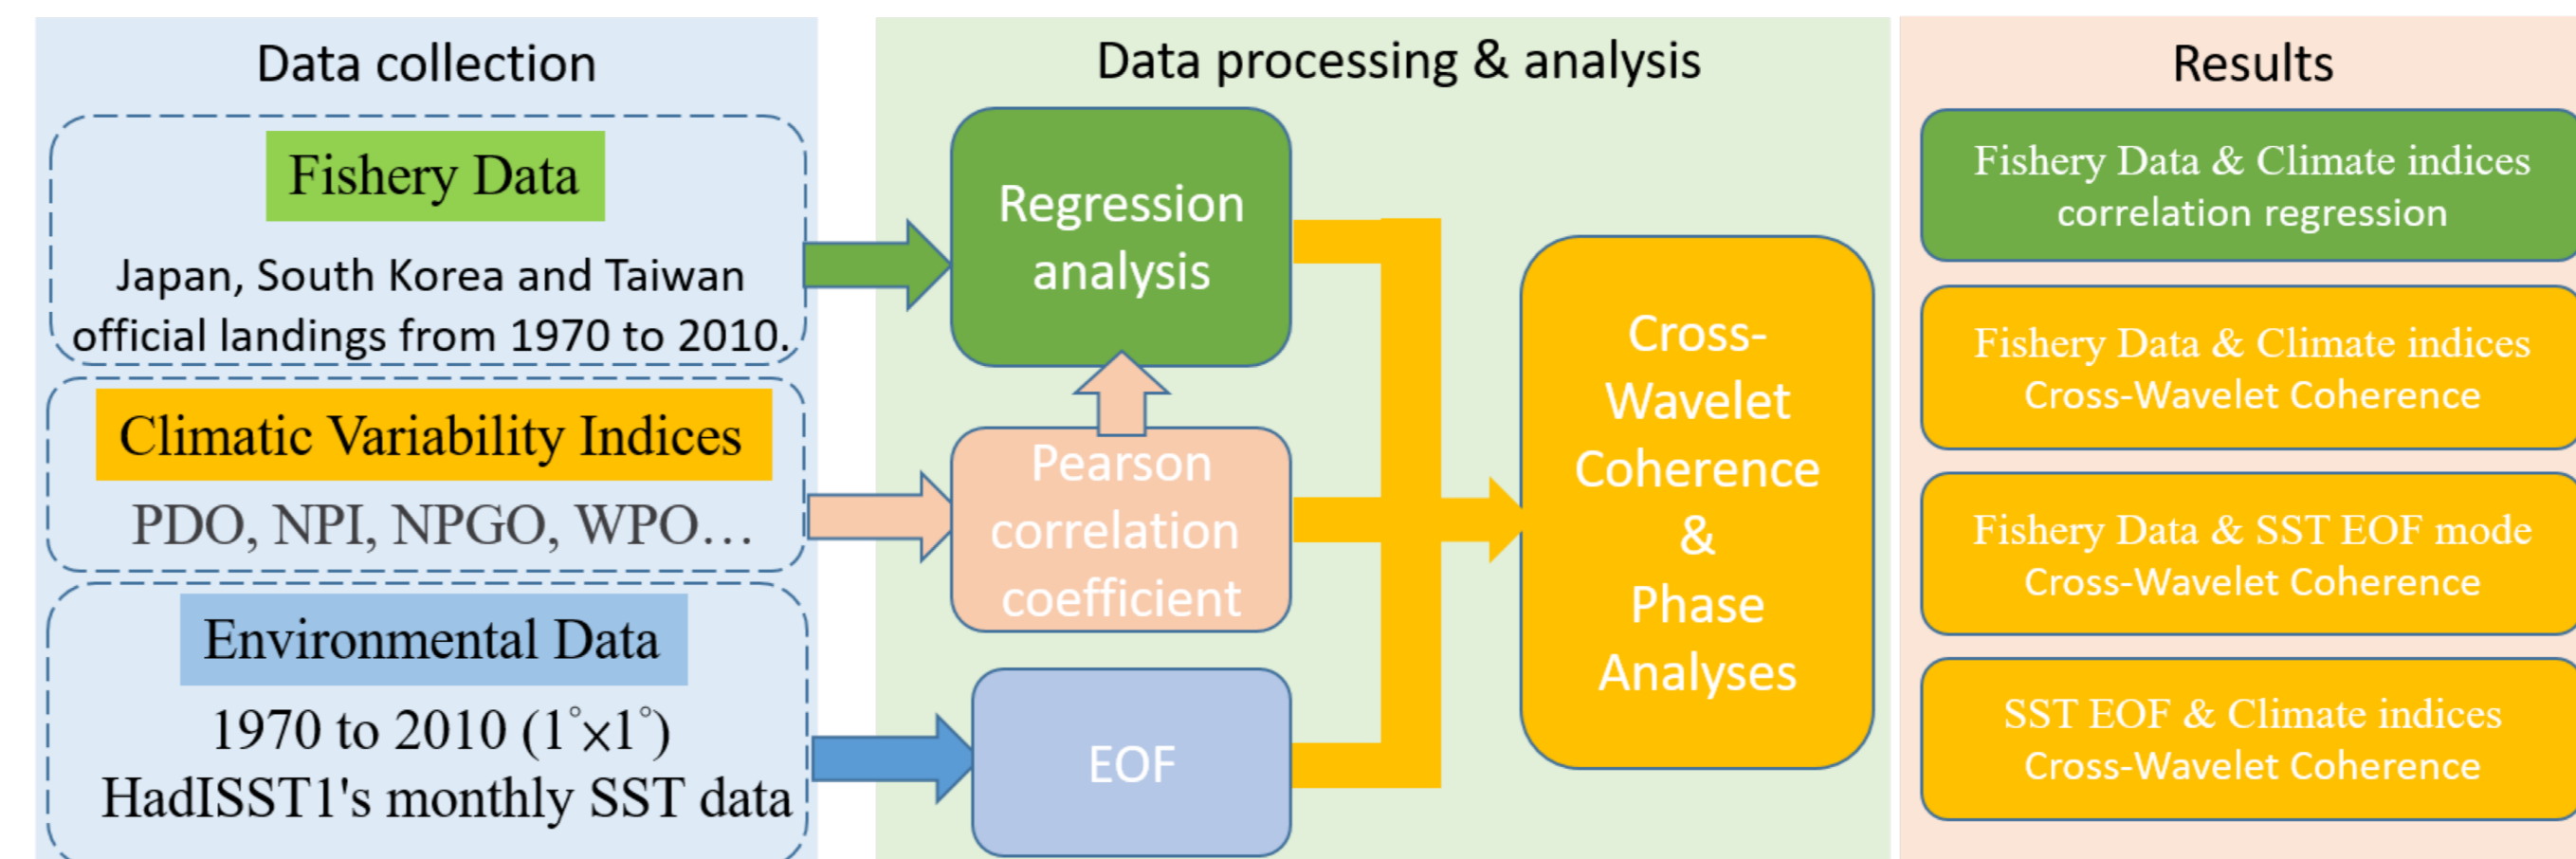 Data collection
Fishery Data
Japan, South Korea and Taiwan
official landings from 1970 to 2010.
Climatic Variability Indices
PDO, NPI, NPGO, WPO…
Environmental Data
1970 to 2010 (1°×1°)
HadISST1's monthly SST data
Data processing & analysis
Regression
analysis
Pearson
correlation
coefficient
EOF
Cross-
Wavelet
Coherence
&
Phase
Analyses
Results
Fishery Data & Climate indices
correlation regression
Fishery Data & Climate indices
Cross-Wavelet Coherence
Fishery Data & SST EOF mode
Cross-Wavelet Coherence
SST EOF & Climate indices
Cross-Wavelet Coherence